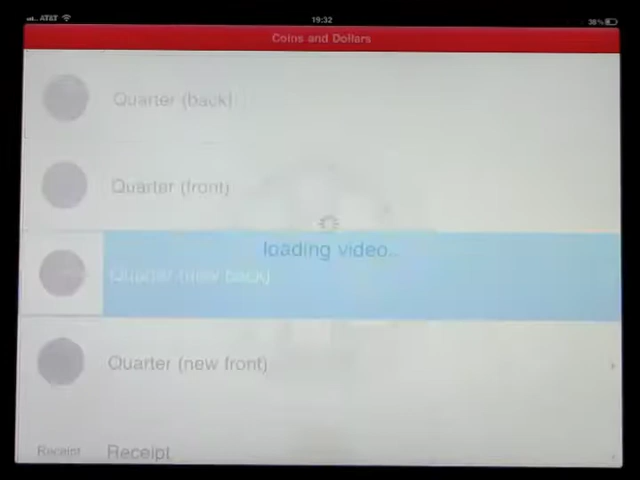 AT&T 19:32 38%
Coins and Dollars
Quarter (back)
Quarter (front)
loading video..
Quarter (new back)
Quarter (new front)
Receipt Receipt